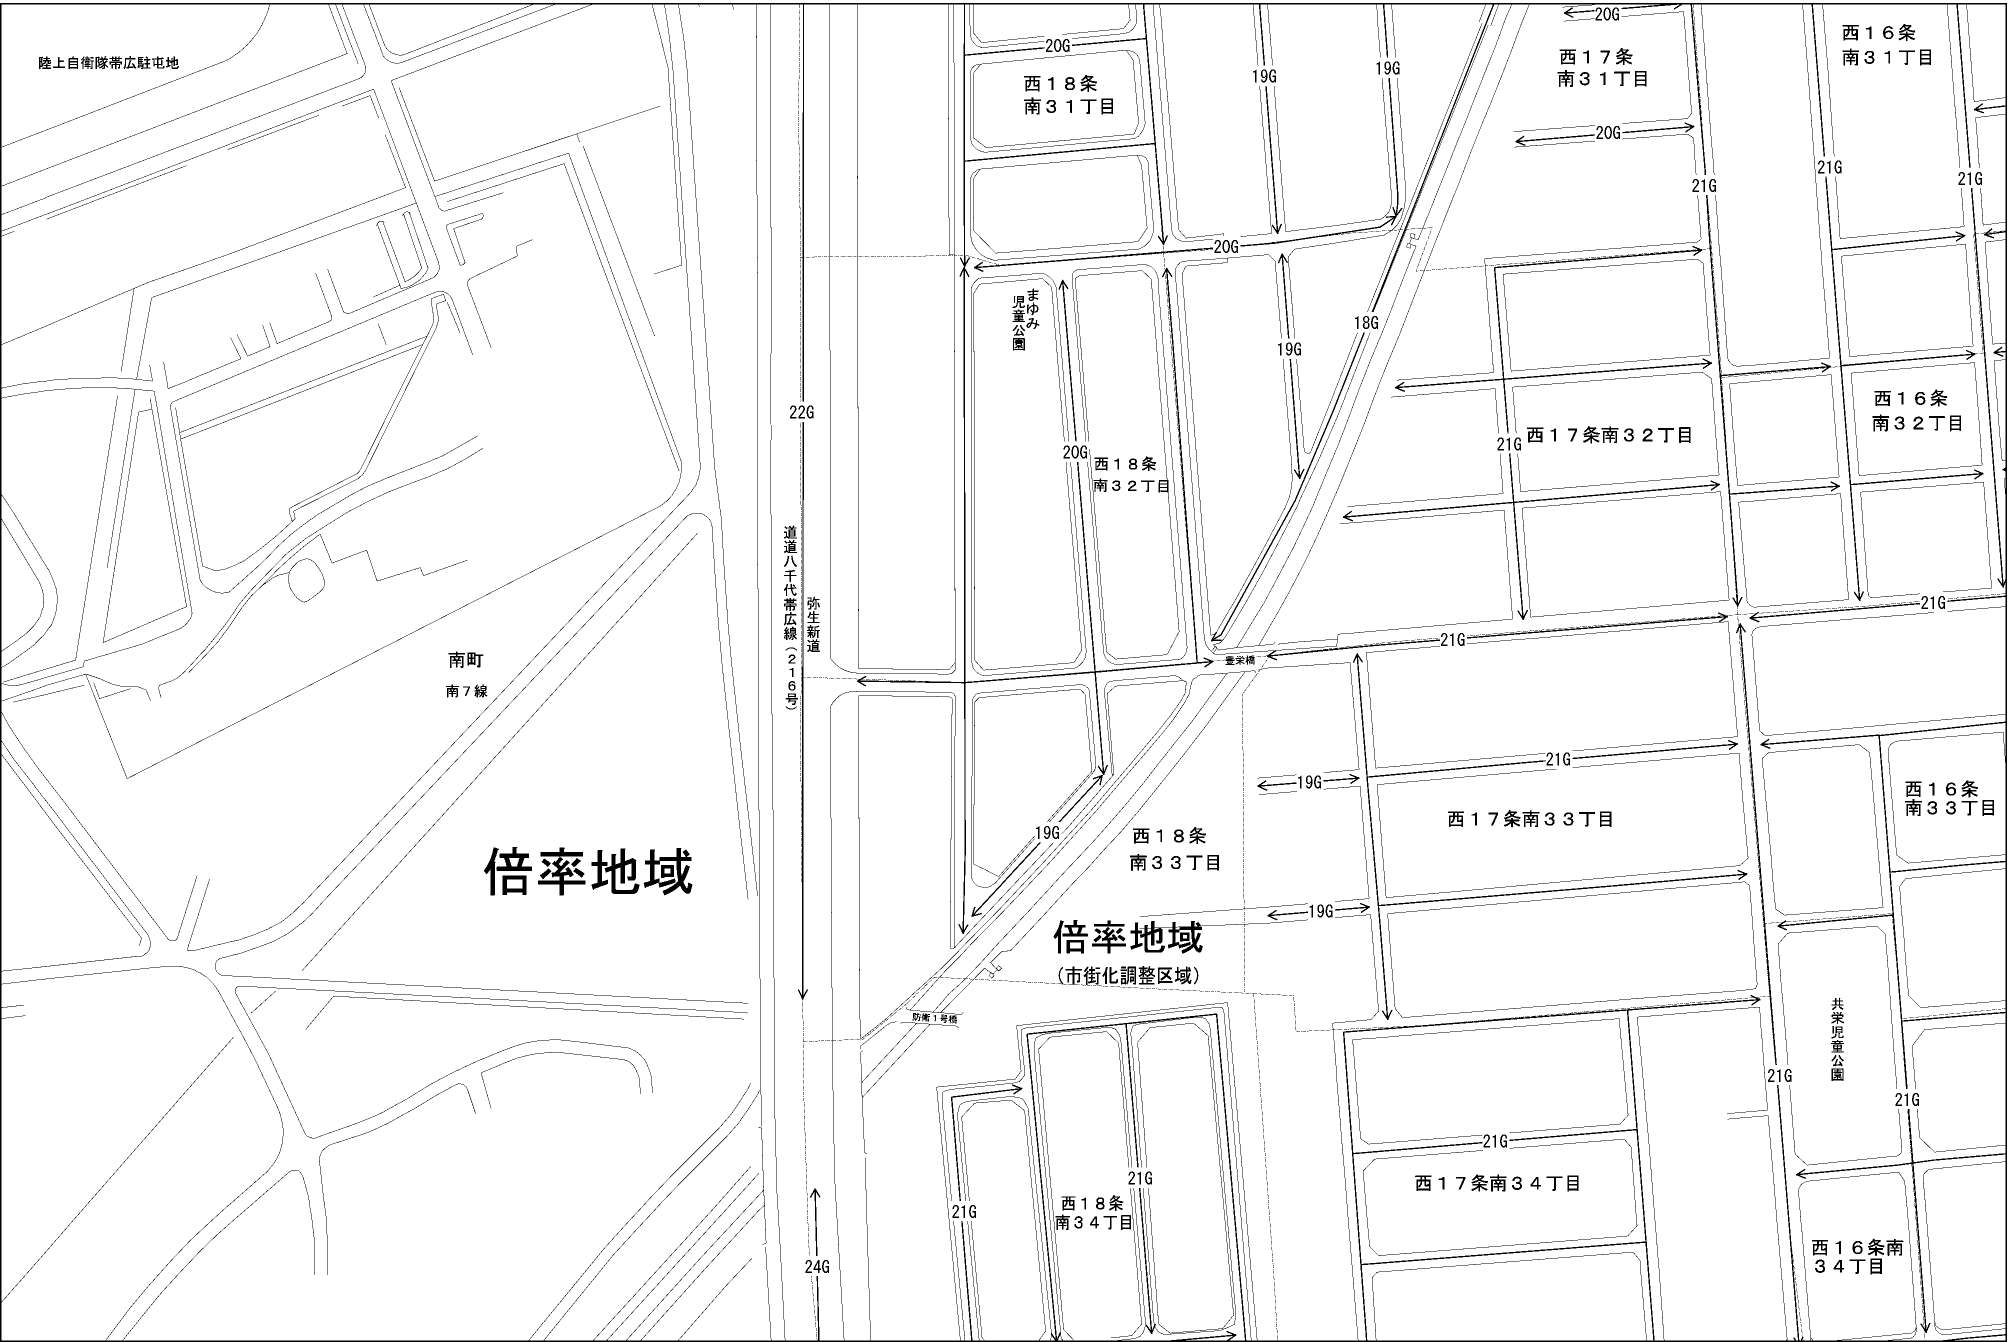 陸上自衛隊帯広駐屯地
20G
西１６条
南３１丁目
20G
西１８条
南３１丁目
19G
19G
西１７条
南３１丁目
20G
21G
21G
21G
20G
まゆみ
児童公園
18G
19G
22G
20G
西１８条
南３２丁目
21G
西１７条南３２丁目
西１６条
南３２丁目
道道八千代帯広線（２１６号）
弥生新道
21G
21G
豊栄橋
南町
南７線
21G
19G
西１６条
南３３丁目
西１７条南３３丁目
19G
西１８条
南３３丁目
倍率地域
19G
倍率地域
（市街化調整区域）
防衛１号橋
共栄児童公園
21G
21G
21G
西１７条南３４丁目
21G
21G
西１８条
南３４丁目
24G
西１６条南
３４丁目